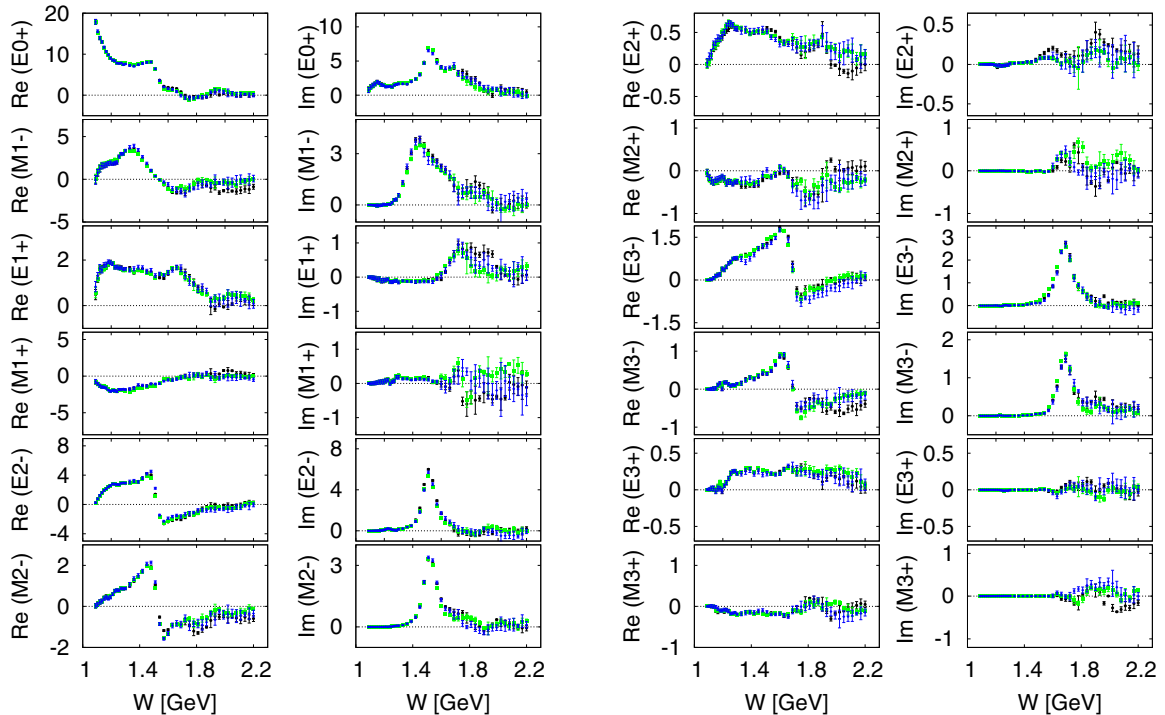 20
10
0
Re (E0+)
10
5
0
Im (E0+)
0.5
0
-0.5
Re (E2+)
0.5
0
-0.5
Im (E2+)
5
0
-5
Re (M1-)
3
0
Im (M1-)
1
0
-1
Re (M2+)
1
0
-1
Im (M2+)
2
0
Re (E1+)
1
0
-1
Im (E1+)
1.5
0
-1.5
Re (E3-)
3
2
1
0
Im (E3-)
5
0
-5
Re (M1+)
1
0
-1
Im (M1+)
1
0
-1
Re (M3-)
2
1
0
Im (M3-)
8
4
0
-4
Re (E2-)
8
4
0
Im (E2-)
0.5
0
-0.5
Re (E3+)
0.5
0
-0.5
Im (E3+)
2
0
-2
Re (M2-)
3
0
Im (M2-)
1
0
-1
Re (M3+)
1
0
-1
Im (M3+)
1 1.4 1.8 2.2
1 1.4 1.8 2.2
1 1.4 1.8 2.2
1 1.4 1.8 2.2
W [GeV]
W [GeV]
W [GeV]
W [GeV]